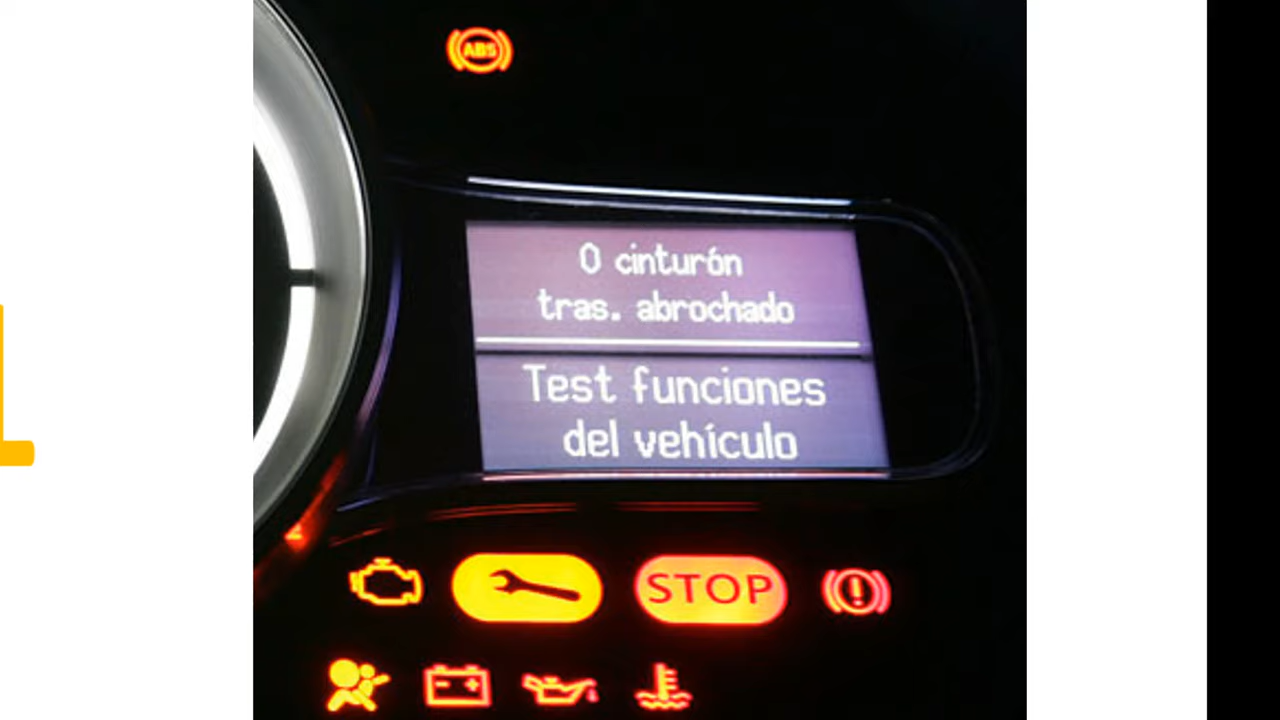 ABS
0 cinturón
tras. abrochado
Test funciones
del vehículo
STOP